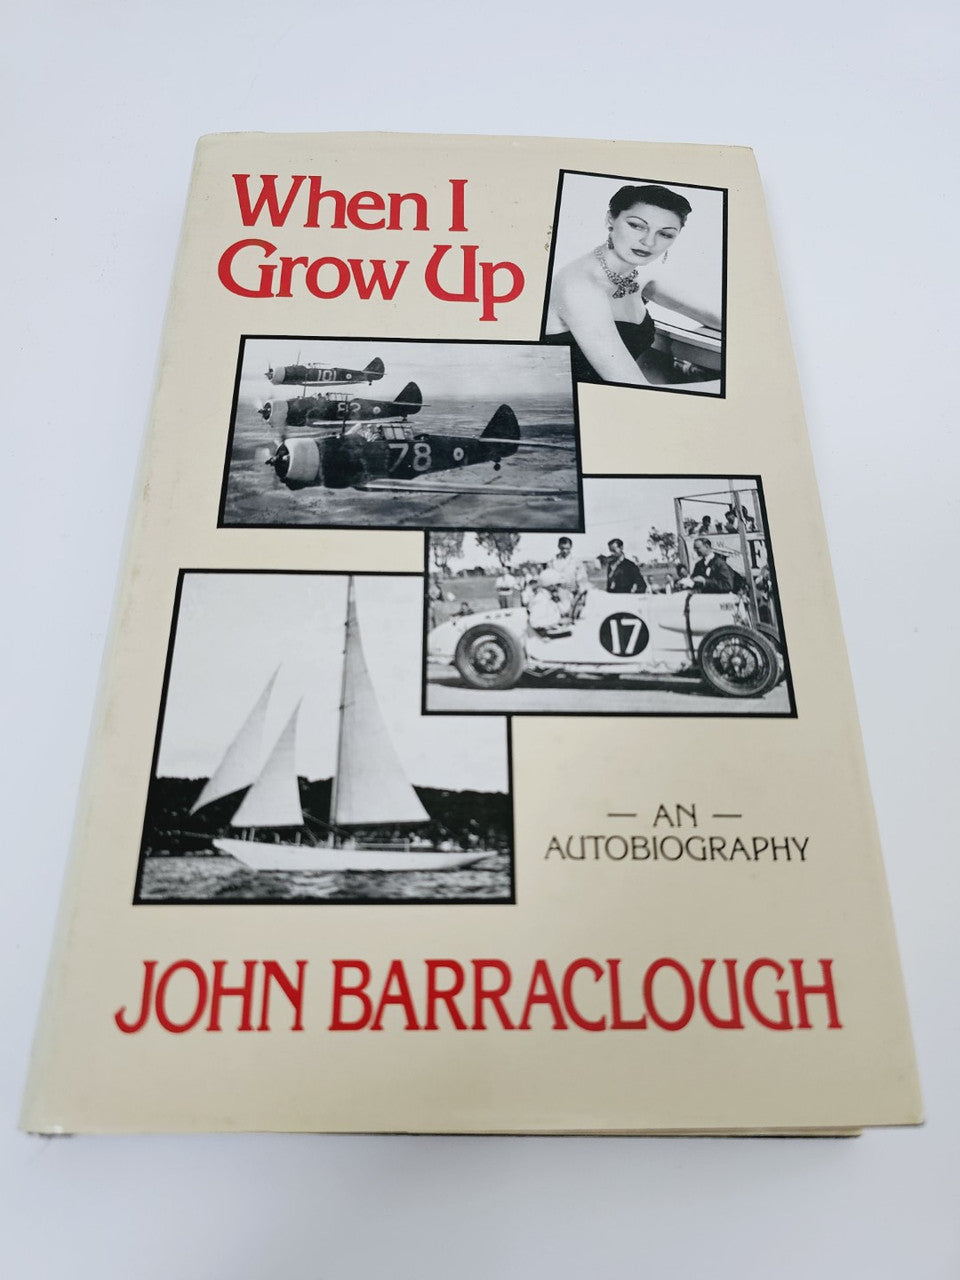 When I
Grow Up
101
78
17
— AN —
AUTOBIOGRAPHY
JOHN BARRACLOUGH